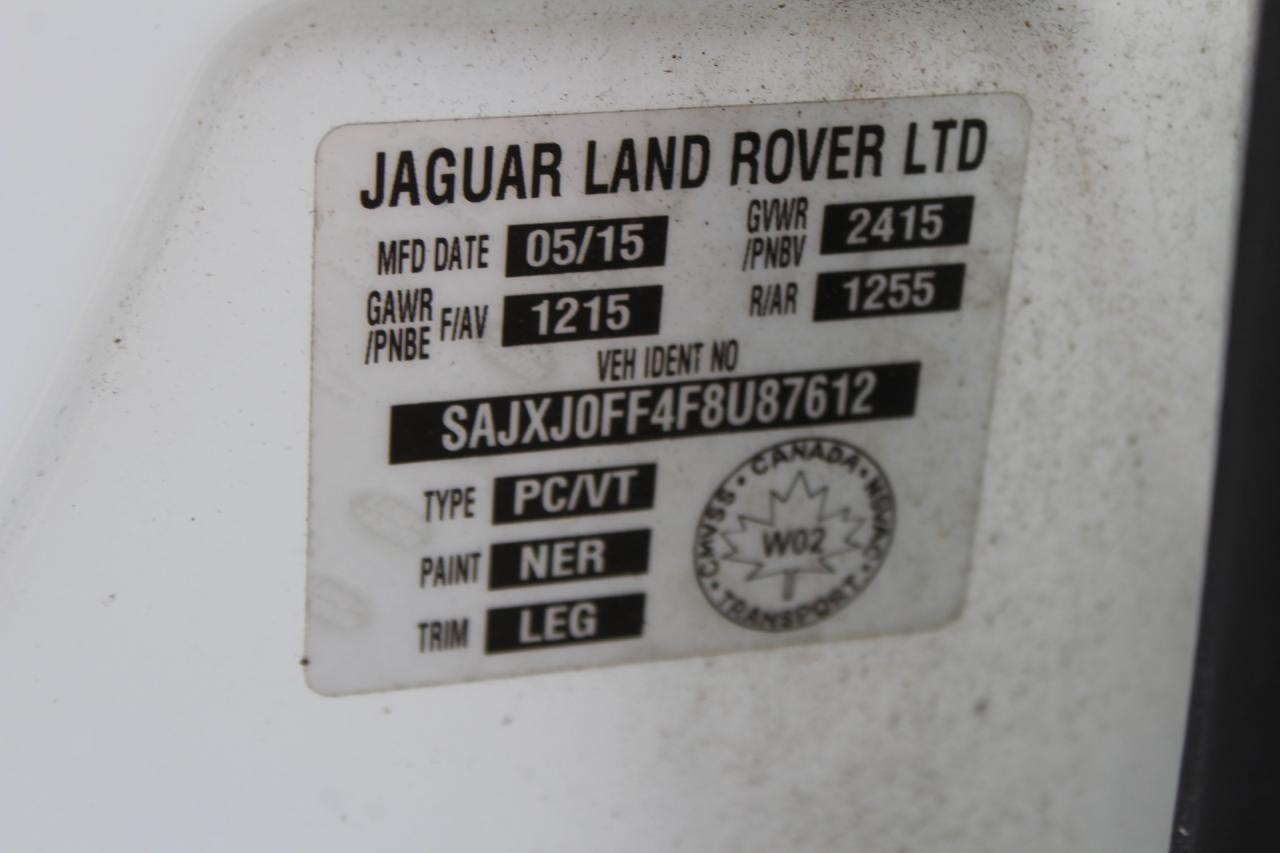 JAGUAR LAND ROVER LTD
MFD DATE 05/15 GVWR /PNBV 2415
GAWR /PNBE F/AV 1215 R/AR 1255
VEH IDENT NO
SAJXJ0FF4F8U87612
TYPE PC/VT
PAINT NER
TRIM LEG
CANADA · NSVAC · TRANSPORT · CMVSS ·
W02